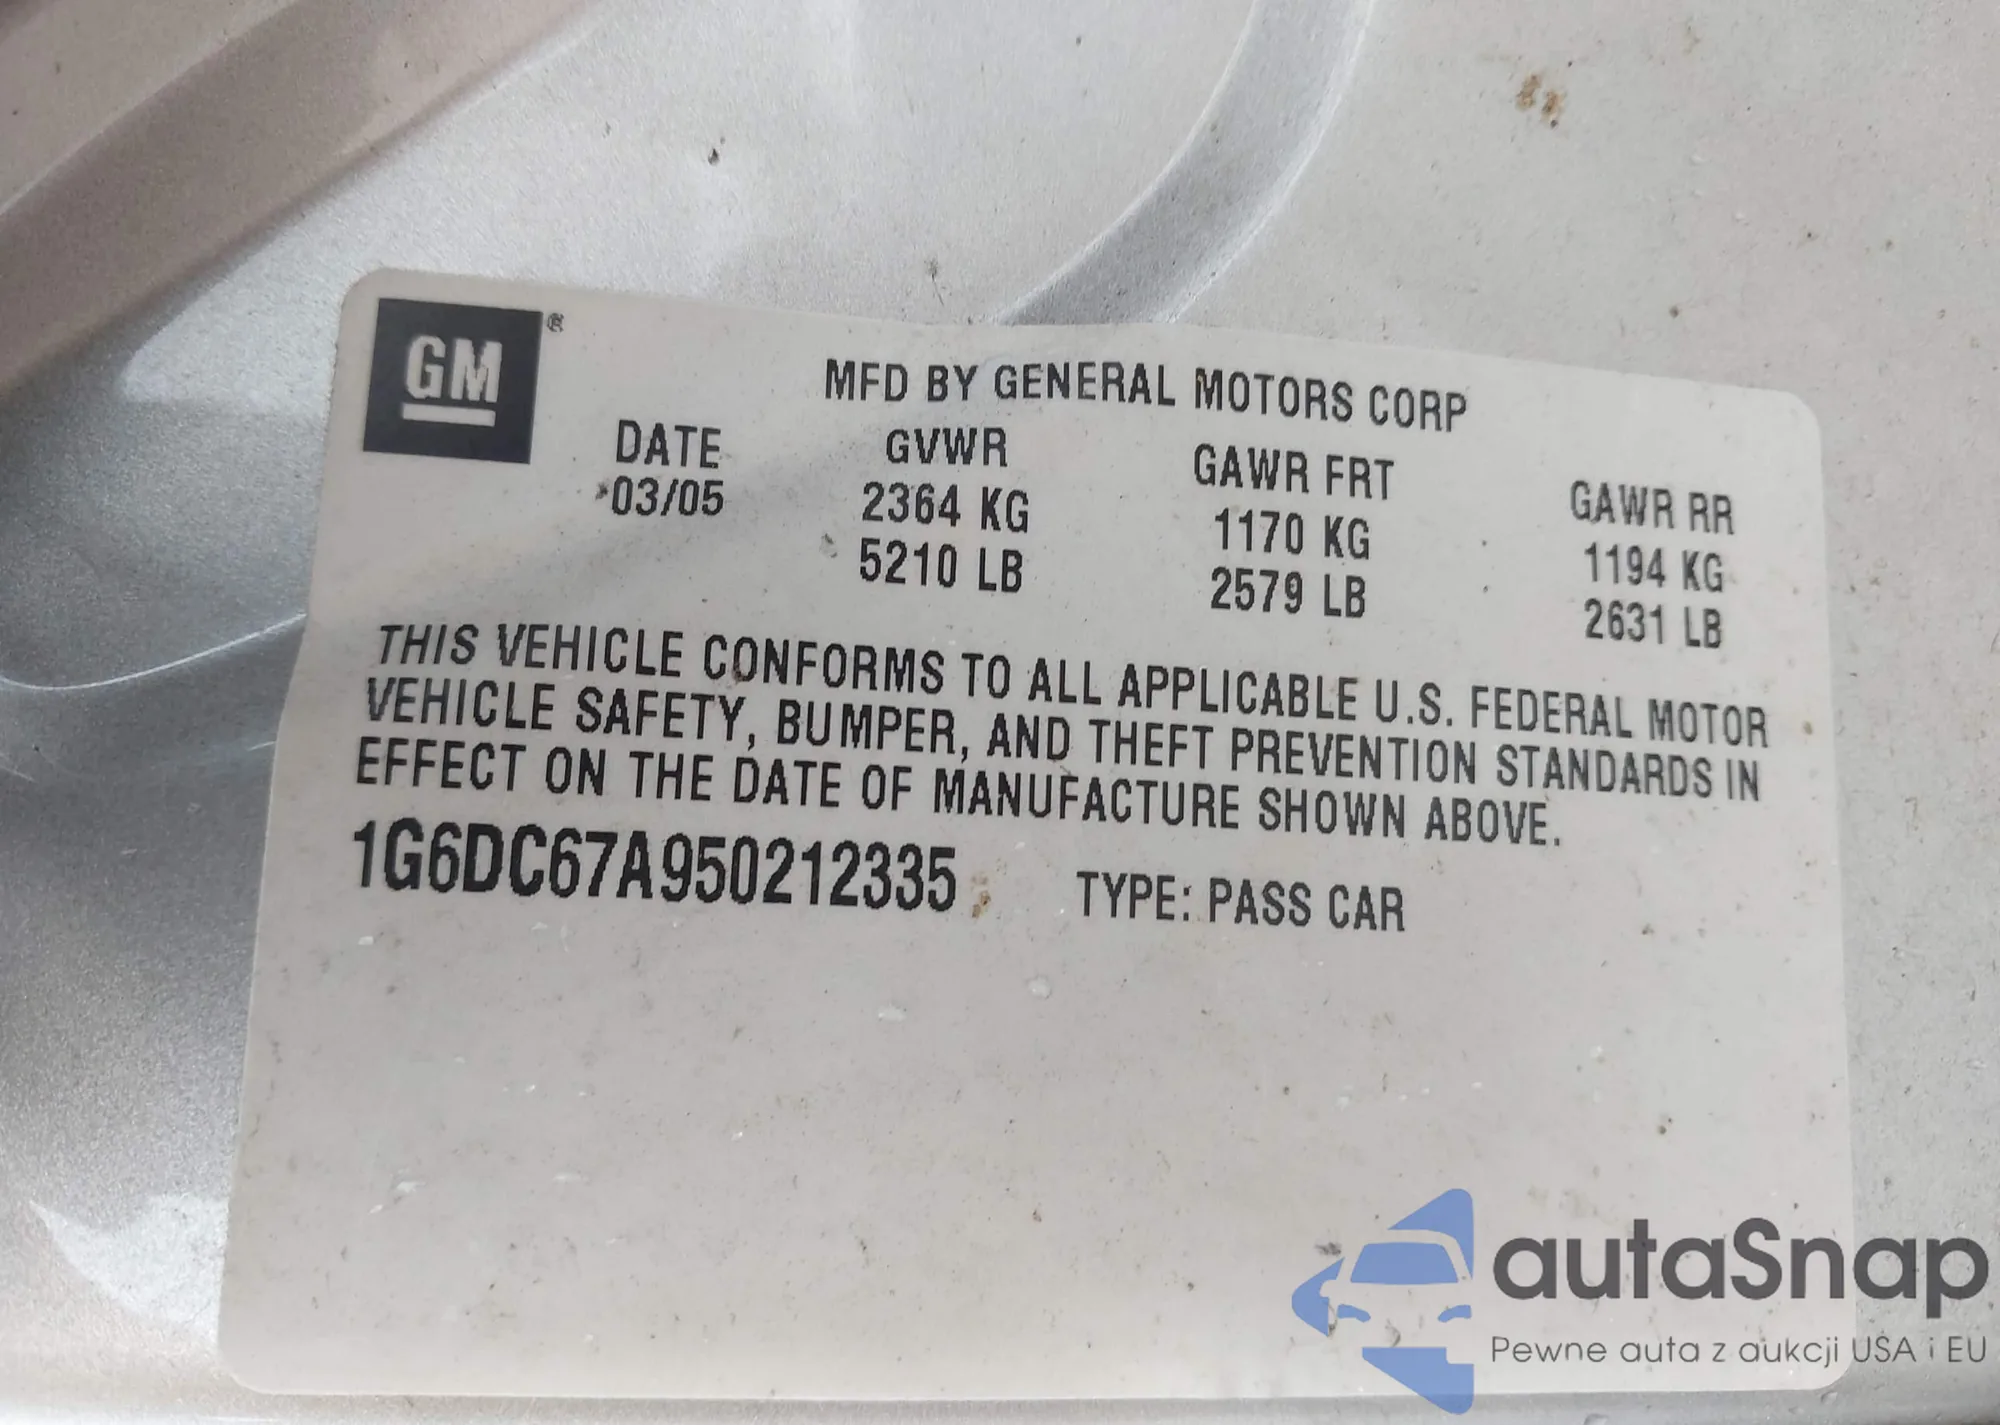 GM ®
MFD BY GENERAL MOTORS CORP
DATE GVWR GAWR FRT GAWR RR
03/05 2364 KG 1170 KG 1194 KG
5210 LB 2579 LB 2631 LB
THIS VEHICLE CONFORMS TO ALL APPLICABLE U.S. FEDERAL MOTOR
VEHICLE SAFETY, BUMPER, AND THEFT PREVENTION STANDARDS IN
EFFECT ON THE DATE OF MANUFACTURE SHOWN ABOVE.
1G6DC67A950212335 TYPE: PASS CAR
autaSnap
Pewne auta z aukcji USA i EU